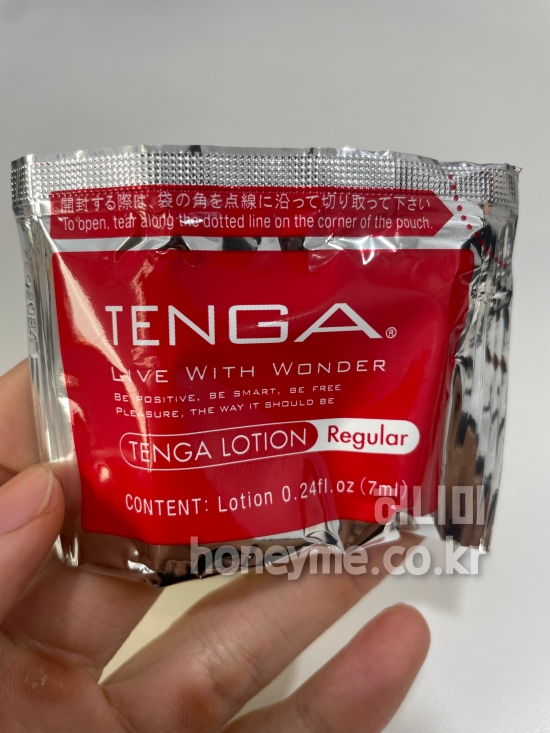 開封する際は、袋の角を点線に沿って切り取って下さい
To open, tear along the dotted line on the corner of the pouch.
TENGA®
LIVE WITH WONDER
BE POSITIVE, BE SMART, BE FREE
PLEASURE, THE WAY IT SHOULD BE
TENGA LOTION Regular
CONTENT: Lotion 0.24fl.oz (7ml)
허니미
honeyme.co.kr